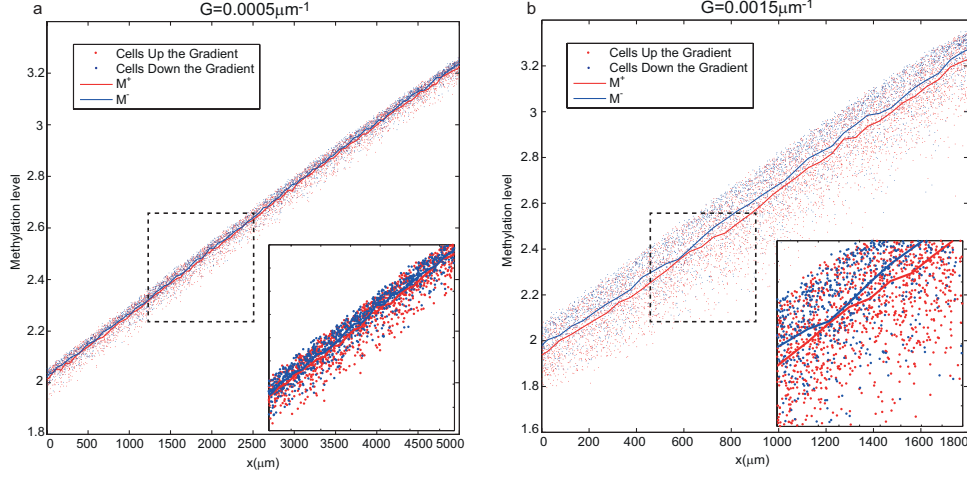 a
G=0.0005μm⁻¹
Cells Up the Gradient
Cells Down the Gradient
M⁺
M⁻
Methylation level
3.2
3
2.8
2.6
2.4
2.2
2
1.8
0 500 1000 1500 2000 2500 3000 3500 4000 4500 5000
x(μm)
b
G=0.0015μm⁻¹
Cells Up the Gradient
Cells Down the Gradient
M⁺
M⁻
Methylation level
3.2
3
2.8
2.6
2.4
2.2
2
1.8
1.6
0 200 400 600 800 1000 1200 1400 1600 1800
x(μm)